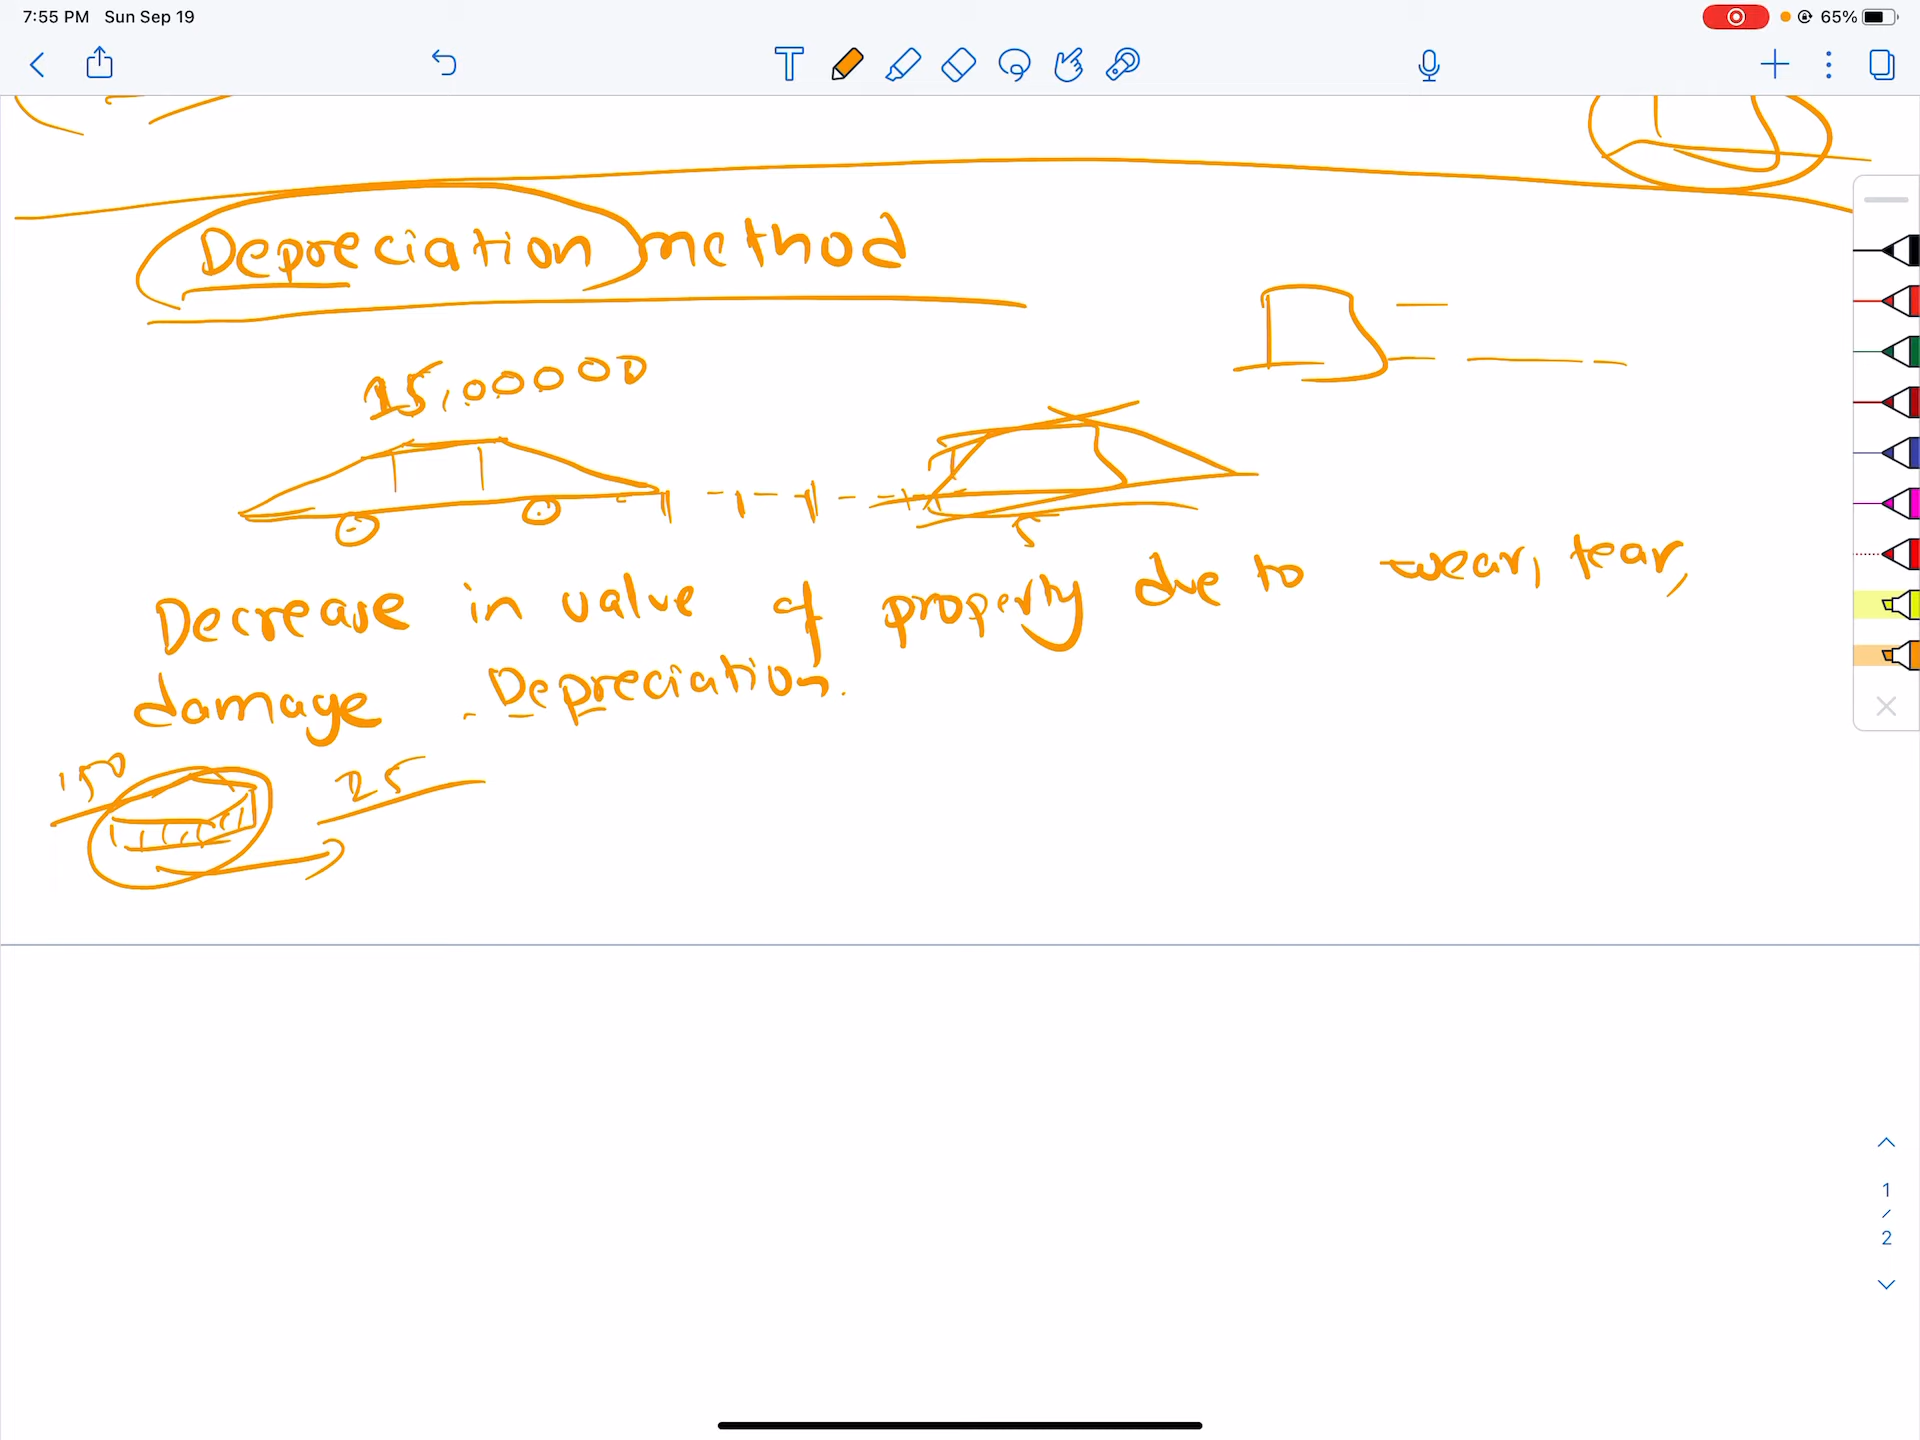 7:55 PM Sun Sep 19
65%
Depreciation method
15,00000
5
Decrease in value of property due to wear, tear,
damage - Depreciation.
150
25
1
/
2